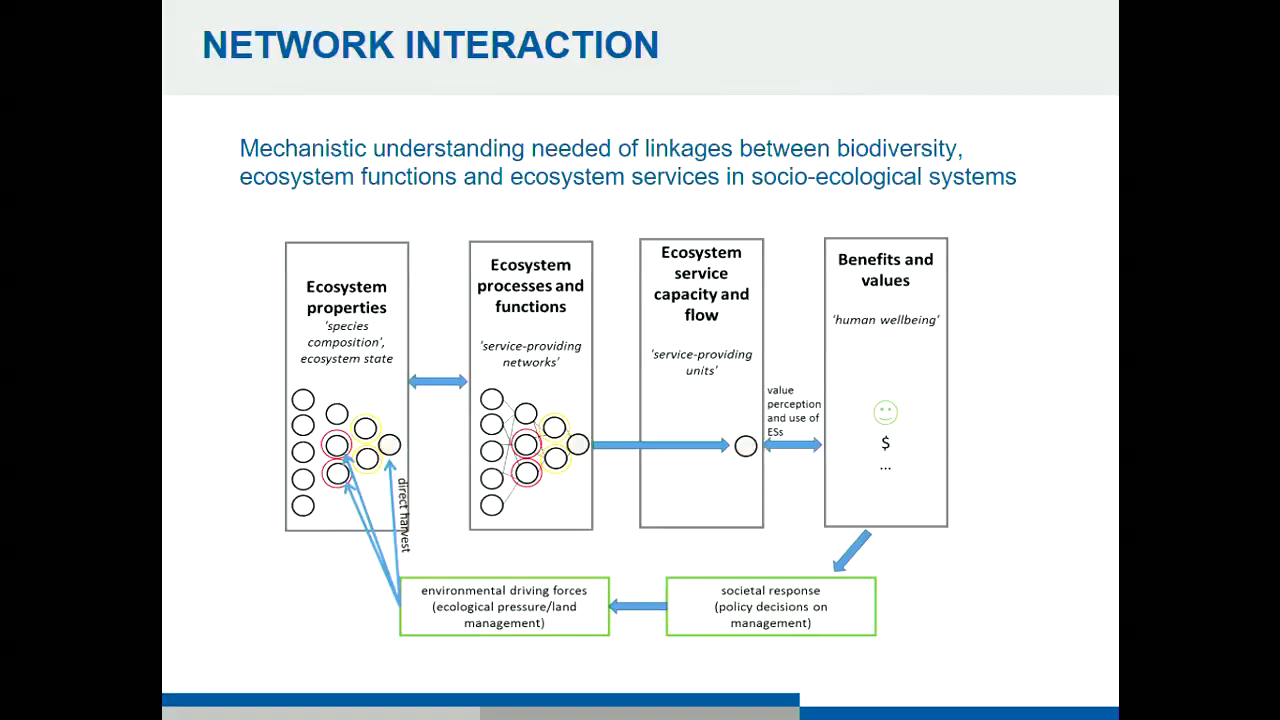 NETWORK INTERACTION
Mechanistic understanding needed of linkages between biodiversity,
ecosystem functions and ecosystem services in socio-ecological systems
Ecosystem
properties
'species
composition',
ecosystem state
direct harvest
Ecosystem
processes and
functions
'service-providing
networks'
Ecosystem
service
capacity and
flow
'service-providing
units'
value
perception
and use of
ESs
Benefits and
values
'human wellbeing'
$
...
environmental driving forces
(ecological pressure/land
management)
societal response
(policy decisions on
management)